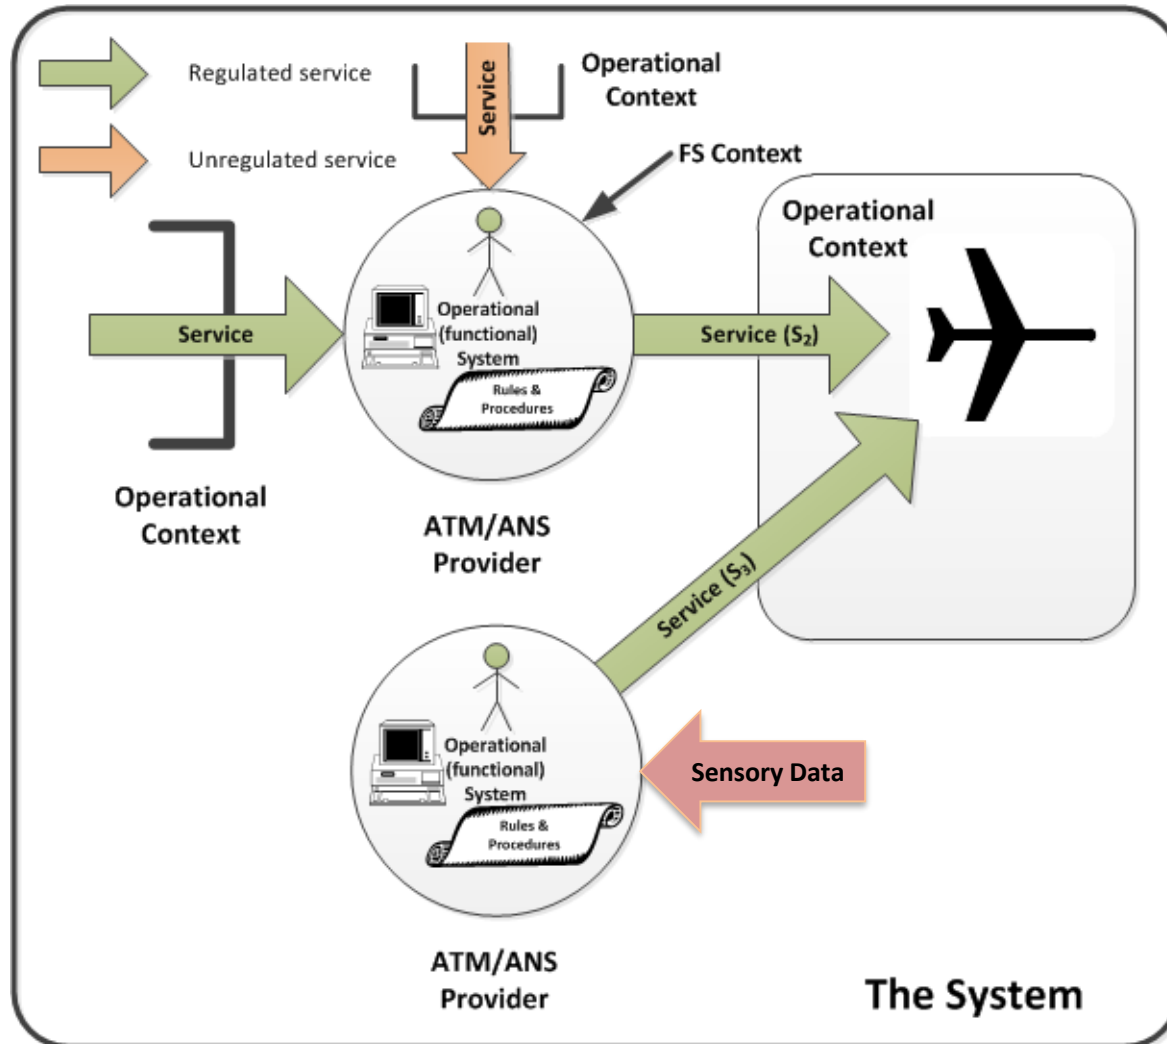 Regulated service
Unregulated service
Service
Operational
Context
FS Context
Operational
Context
Service
Operational
(functional)
System
Rules &
Procedures
Service (S₂)
Operational
Context
ATM/ANS
Provider
Service (S₃)
Operational
(functional)
System
Rules &
Procedures
Sensory Data
ATM/ANS
Provider
The System